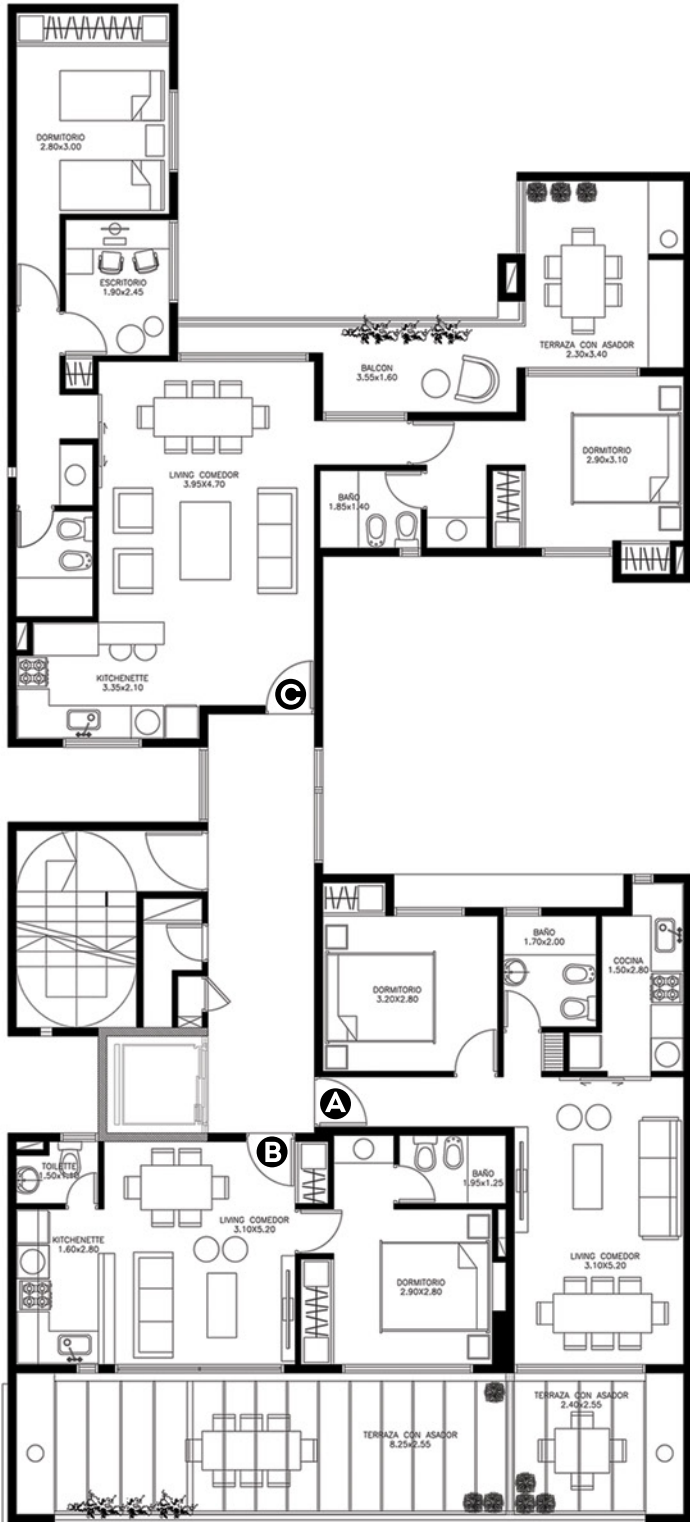 DORMITORIO
2.80x3.00
ESCRITORIO
1.90x2.45
TERRAZA CON ASADOR
2.30x3.40
BALCON
3.55x1.60
DORMITORIO
2.90x3.10
LIVING COMEDOR
3.95X4.70
BAÑO
1.85x1.40
KITCHENETTE
3.35x2.10
C
BAÑO
1.70x2.00
COCINA
1.50x2.80
DORMITORIO
3.20X2.80
A
B
TOILETTE
BAÑO
1.95x1.25
LIVING COMEDOR
3.10X5.20
KITCHENETTE
1.60x2.80
DORMITORIO
2.90X2.80
LIVING COMEDOR
3.10X5.20
TERRAZA CON ASADOR
2.40x2.55
TERRAZA CON ASADOR
8.25x2.55